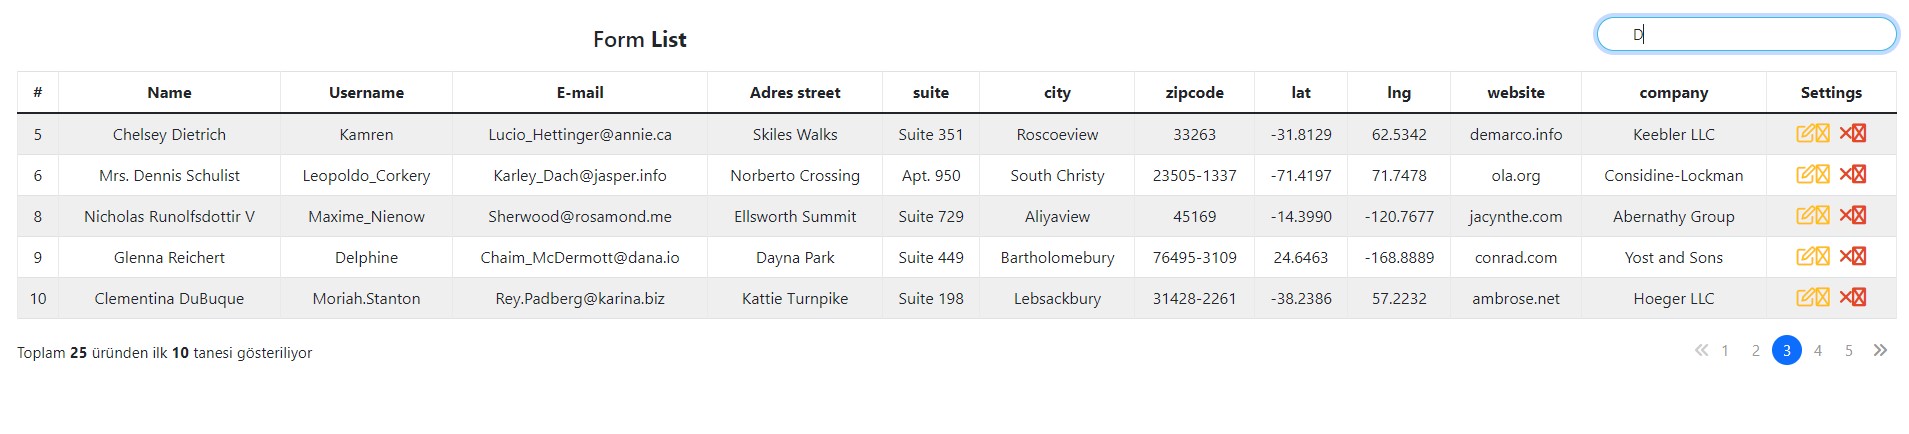 Form List
D
# Name Username E-mail Adres street suite city zipcode lat lng website company Settings
5 Chelsey Dietrich Kamren Lucio_Hettinger@annie.ca Skiles Walks Suite 351 Roscoeview 33263 -31.8129 62.5342 demarco.info Keebler LLC
6 Mrs. Dennis Schulist Leopoldo_Corkery Karley_Dach@jasper.info Norberto Crossing Apt. 950 South Christy 23505-1337 -71.4197 71.7478 ola.org Considine-Lockman
8 Nicholas Runolfsdottir V Maxime_Nienow Sherwood@rosamond.me Ellsworth Summit Suite 729 Aliyaview 45169 -14.3990 -120.7677 jacynthe.com Abernathy Group
9 Glenna Reichert Delphine Chaim_McDermott@dana.io Dayna Park Suite 449 Bartholomebury 76495-3109 24.6463 -168.8889 conrad.com Yost and Sons
10 Clementina DuBuque Moriah.Stanton Rey.Padberg@karina.biz Kattie Turnpike Suite 198 Lebsackbury 31428-2261 -38.2386 57.2232 ambrose.net Hoeger LLC
Toplam 25 üründen ilk 10 tanesi gösteriliyor
« 1 2 3 4 5 »